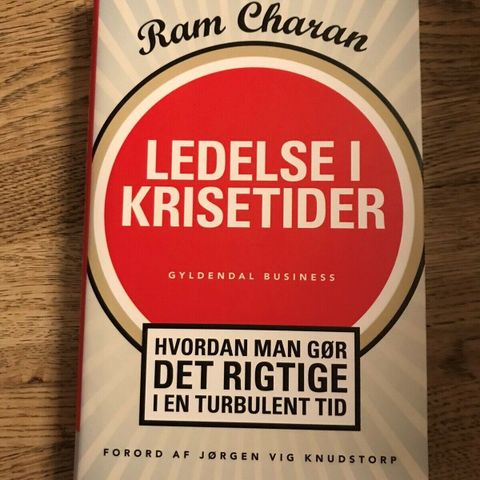 Ram Charan
LEDELSE I
KRISETIDER
GYLDENDAL BUSINESS
HVORDAN MAN GØR
DET RIGTIGE
I EN TURBULENT TID
FORORD AF JØRGEN VIG KNUDSTORP